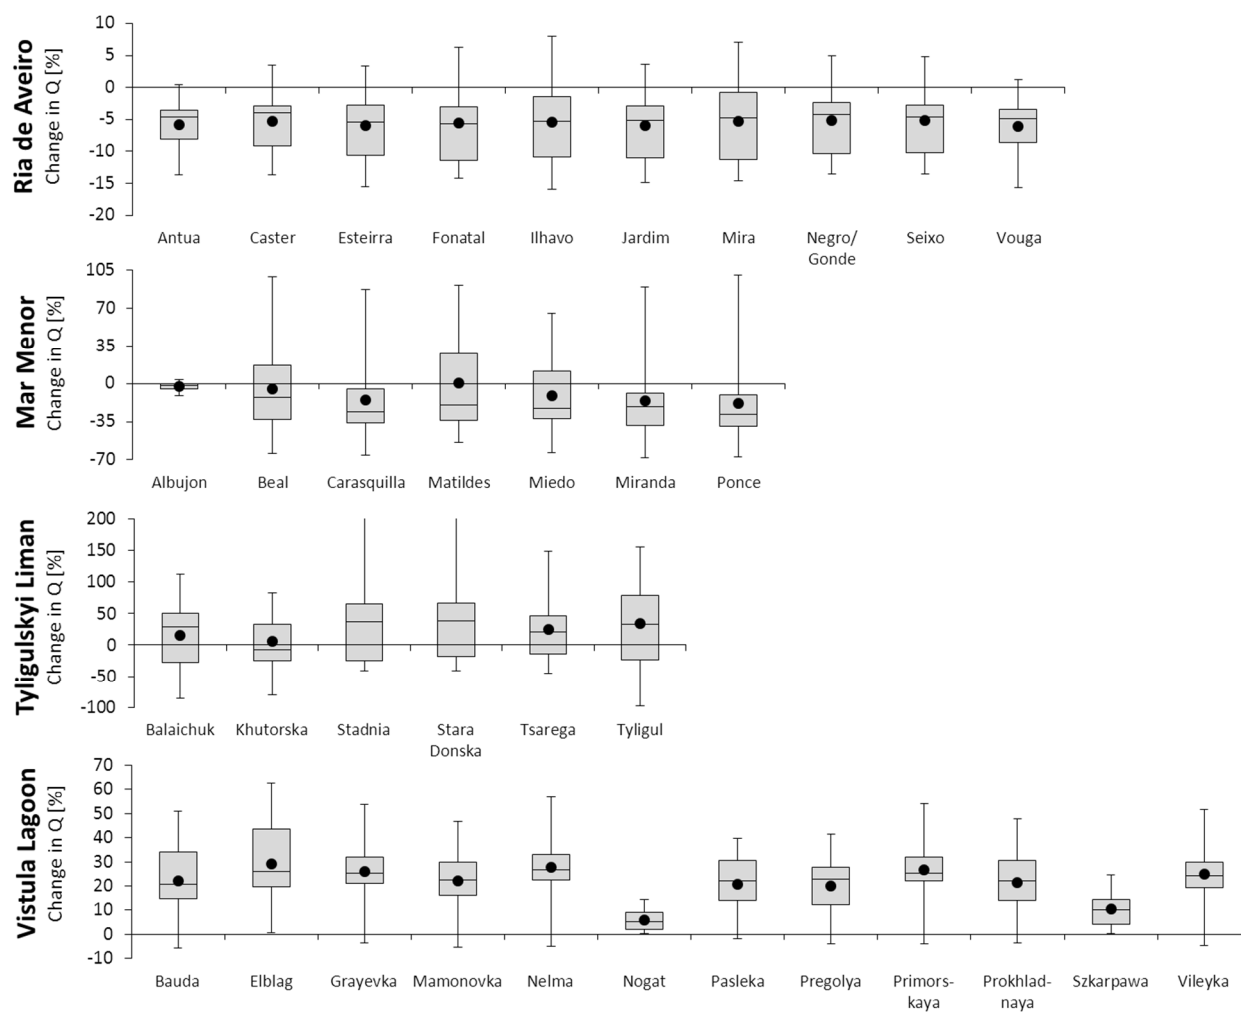 Ria de Aveiro
Change in Q [%]
10
5
0
-5
-10
-15
-20
Antua Caster Esteirra Fonatal Ilhavo Jardim Mira Negro/ Seixo Vouga
Gonde
Mar Menor
Change in Q [%]
105
70
35
0
-35
-70
Albujon Beal Carasquilla Matildes Miedo Miranda Ponce
Tyligulskyi Liman
Change in Q [%]
200
150
100
50
0
-50
-100
Balaichuk Khutorska Stadnia Stara Tsarega Tyligul
Donska
Vistula Lagoon
Change in Q [%]
70
60
50
40
30
20
10
0
-10
Bauda Elblag Grayevka Mamonovka Nelma Nogat Pasleka Pregolya Primors- Prokhlad- Szkarpawa Vileyka
kaya naya